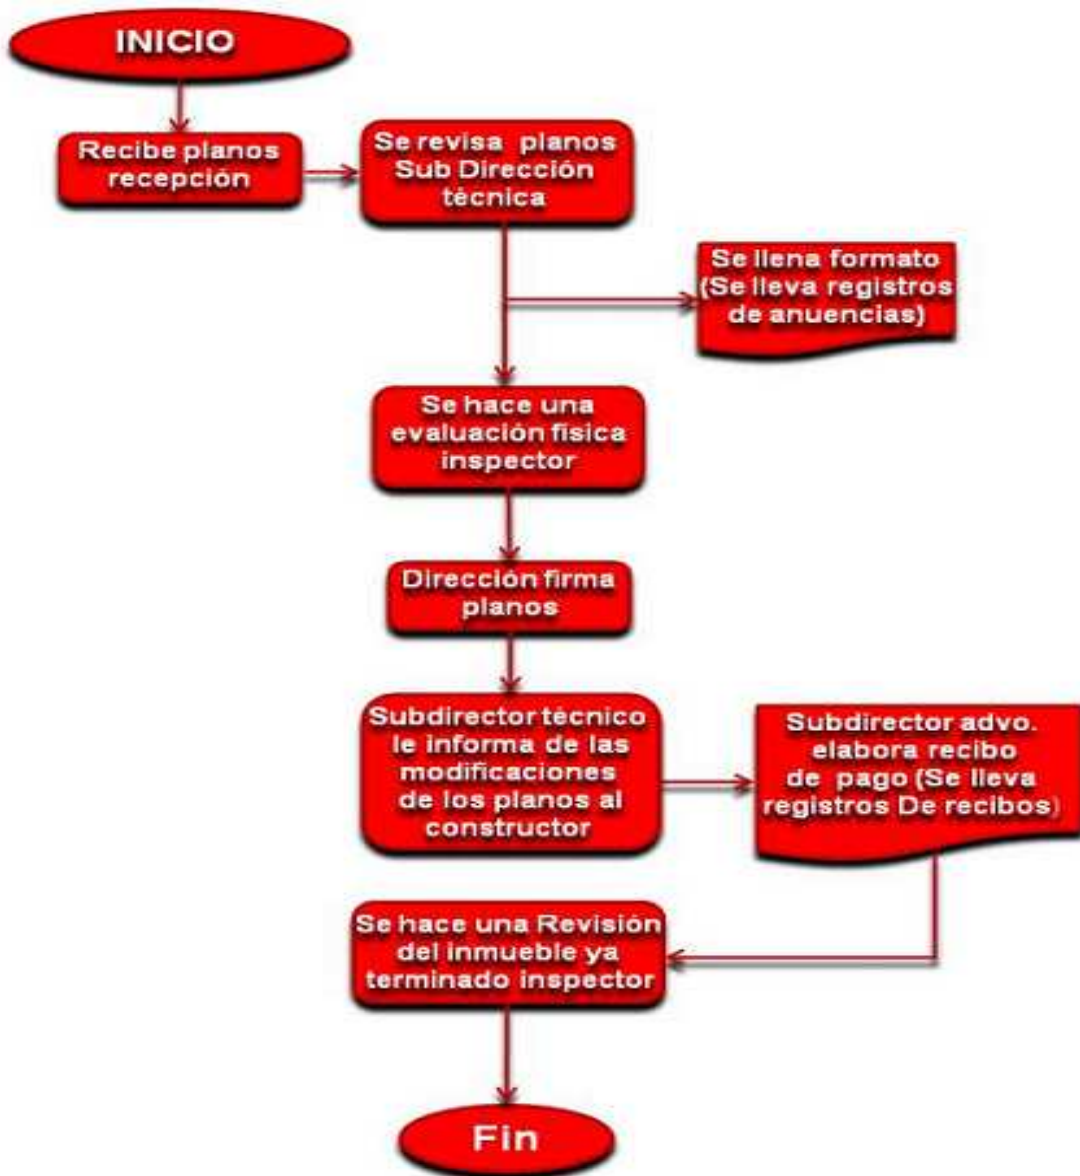 INICIO
Recibe planos
recepción
Se revisa planos
Sub Dirección
técnica
Se llena formato
(Se lleva registros
de anuencias)
Se hace una
evaluación física
inspector
Dirección firma
planos
Subdirector técnico
le informa de las
modificaciones
de los planos al
constructor
Subdirector advo.
elabora recibo
de pago (Se lleva
registros De recibos)
Se hace una Revisión
del inmueble ya
terminado inspector
Fin